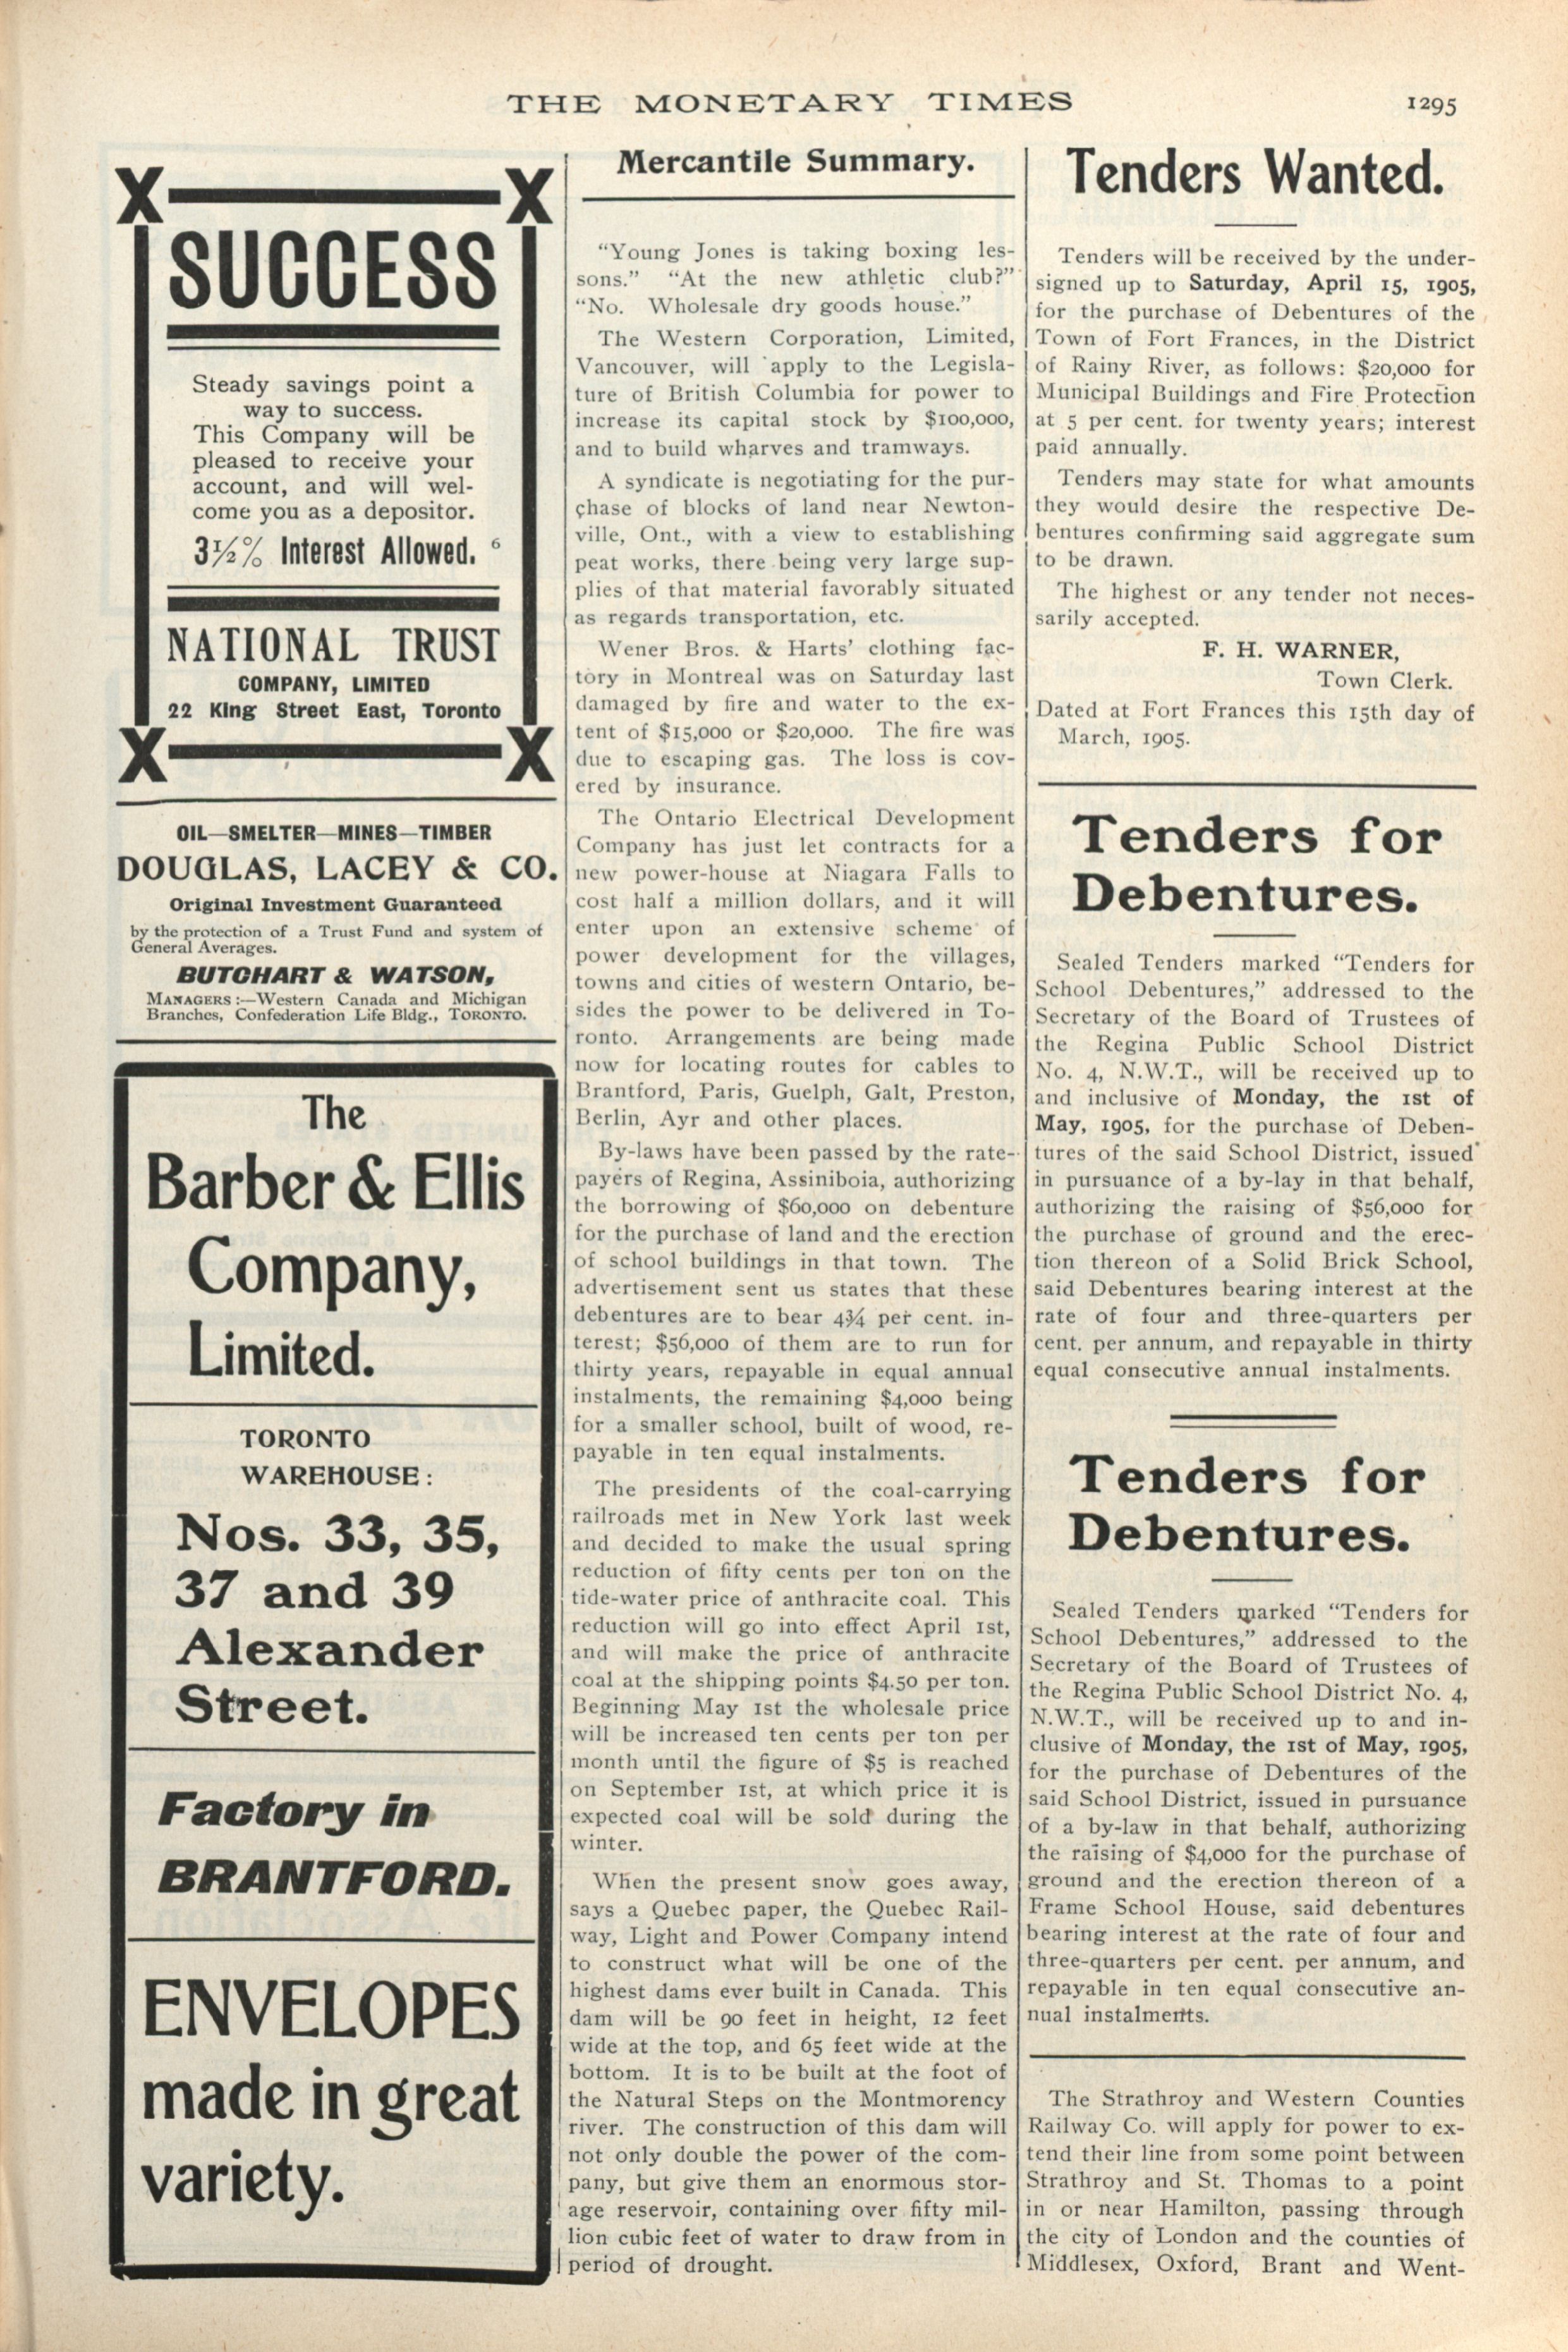 THE MONETARY TIMES
1295
X X
SUCCESS
Steady savings point a
way to success.
This Company will be
pleased to receive your
account, and will wel-
come you as a depositor.
3½% Interest Allowed. 6
NATIONAL TRUST
COMPANY, LIMITED
22 King Street East, Toronto
X X
OIL—SMELTER—MINES—TIMBER
DOUGLAS, LACEY & CO.
Original Investment Guaranteed
by the protection of a Trust Fund and system of
General Averages.
BUTCHART & WATSON,
MANAGERS:—Western Canada and Michigan
Branches, Confederation Life Bldg., TORONTO.
The
Barber & Ellis
Company,
Limited.
TORONTO
WAREHOUSE:
Nos. 33, 35,
37 and 39
Alexander
Street.
Factory in
BRANTFORD.
ENVELOPES
made in great
variety.
Mercantile Summary.
"Young Jones is taking boxing les-
sons." "At the new athletic club?"
"No. Wholesale dry goods house."
The Western Corporation, Limited,
Vancouver, will apply to the Legisla-
ture of British Columbia for power to
increase its capital stock by $100,000,
and to build wharves and tramways.
A syndicate is negotiating for the pur-
chase of blocks of land near Newton-
ville, Ont., with a view to establishing
peat works, there being very large sup-
plies of that material favorably situated
as regards transportation, etc.
Wener Bros. & Harts' clothing fac-
tory in Montreal was on Saturday last
damaged by fire and water to the ex-
tent of $15,000 or $20,000. The fire was
due to escaping gas. The loss is cov-
ered by insurance.
The Ontario Electrical Development
Company has just let contracts for a
new power-house at Niagara Falls to
cost half a million dollars, and it will
enter upon an extensive scheme of
power development for the villages,
towns and cities of western Ontario, be-
sides the power to be delivered in To-
ronto. Arrangements are being made
now for locating routes for cables to
Brantford, Paris, Guelph, Galt, Preston,
Berlin, Ayr and other places.
By-laws have been passed by the rate-
payers of Regina, Assiniboia, authorizing
the borrowing of $60,000 on debenture
for the purchase of land and the erection
of school buildings in that town. The
advertisement sent us states that these
debentures are to bear 4¾ per cent. in-
terest; $56,000 of them are to run for
thirty years, repayable in equal annual
instalments, the remaining $4,000 being
for a smaller school, built of wood, re-
payable in ten equal instalments.
The presidents of the coal-carrying
railroads met in New York last week
and decided to make the usual spring
reduction of fifty cents per ton on the
tide-water price of anthracite coal. This
reduction will go into effect April 1st,
and will make the price of anthracite
coal at the shipping points $4.50 per ton.
Beginning May 1st the wholesale price
will be increased ten cents per ton per
month until the figure of $5 is reached
on September 1st, at which price it is
expected coal will be sold during the
winter.
When the present snow goes away,
says a Quebec paper, the Quebec Rail-
way, Light and Power Company intend
to construct what will be one of the
highest dams ever built in Canada. This
dam will be 90 feet in height, 12 feet
wide at the top, and 65 feet wide at the
bottom. It is to be built at the foot of
the Natural Steps on the Montmorency
river. The construction of this dam will
not only double the power of the com-
pany, but give them an enormous stor-
age reservoir, containing over fifty mil-
lion cubic feet of water to draw from in
period of drought.
Tenders Wanted.
Tenders will be received by the under-
signed up to Saturday, April 15, 1905,
for the purchase of Debentures of the
Town of Fort Frances, in the District
of Rainy River, as follows: $20,000 for
Municipal Buildings and Fire Protection
at 5 per cent. for twenty years; interest
paid annually.
Tenders may state for what amounts
they would desire the respective De-
bentures confirming said aggregate sum
to be drawn.
The highest or any tender not neces-
sarily accepted.
F. H. WARNER,
Town Clerk.
Dated at Fort Frances this 15th day of
March, 1905.
Tenders for
Debentures.
Sealed Tenders marked "Tenders for
School Debentures," addressed to the
Secretary of the Board of Trustees of
the Regina Public School District
No. 4, N.W.T., will be received up to
and inclusive of Monday, the 1st of
May, 1905, for the purchase of Deben-
tures of the said School District, issued
in pursuance of a by-lay in that behalf,
authorizing the raising of $56,000 for
the purchase of ground and the erec-
tion thereon of a Solid Brick School,
said Debentures bearing interest at the
rate of four and three-quarters per
cent. per annum, and repayable in thirty
equal consecutive annual instalments.
Tenders for
Debentures.
Sealed Tenders marked "Tenders for
School Debentures," addressed to the
Secretary of the Board of Trustees of
the Regina Public School District No. 4,
N.W.T., will be received up to and in-
clusive of Monday, the 1st of May, 1905,
for the purchase of Debentures of the
said School District, issued in pursuance
of a by-law in that behalf, authorizing
the raising of $4,000 for the purchase of
ground and the erection thereon of a
Frame School House, said debentures
bearing interest at the rate of four and
three-quarters per cent. per annum, and
repayable in ten equal consecutive an-
nual instalments.
The Strathroy and Western Counties
Railway Co. will apply for power to ex-
tend their line from some point between
Strathroy and St. Thomas to a point
in or near Hamilton, passing through
the city of London and the counties of
Middlesex, Oxford, Brant and Went-